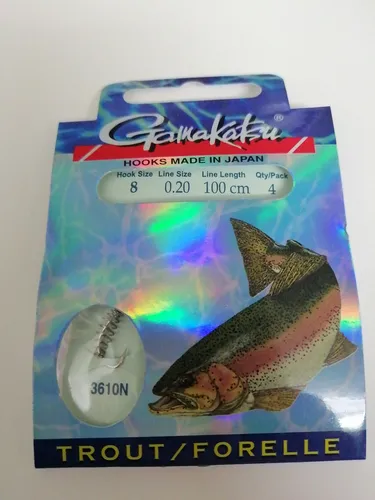 Gamakatsu®
HOOKS MADE IN JAPAN
Hook Size Line Size Line Length Qty/Pack
8 0.20 100 cm 4
3610N
TROUT/FORELLE